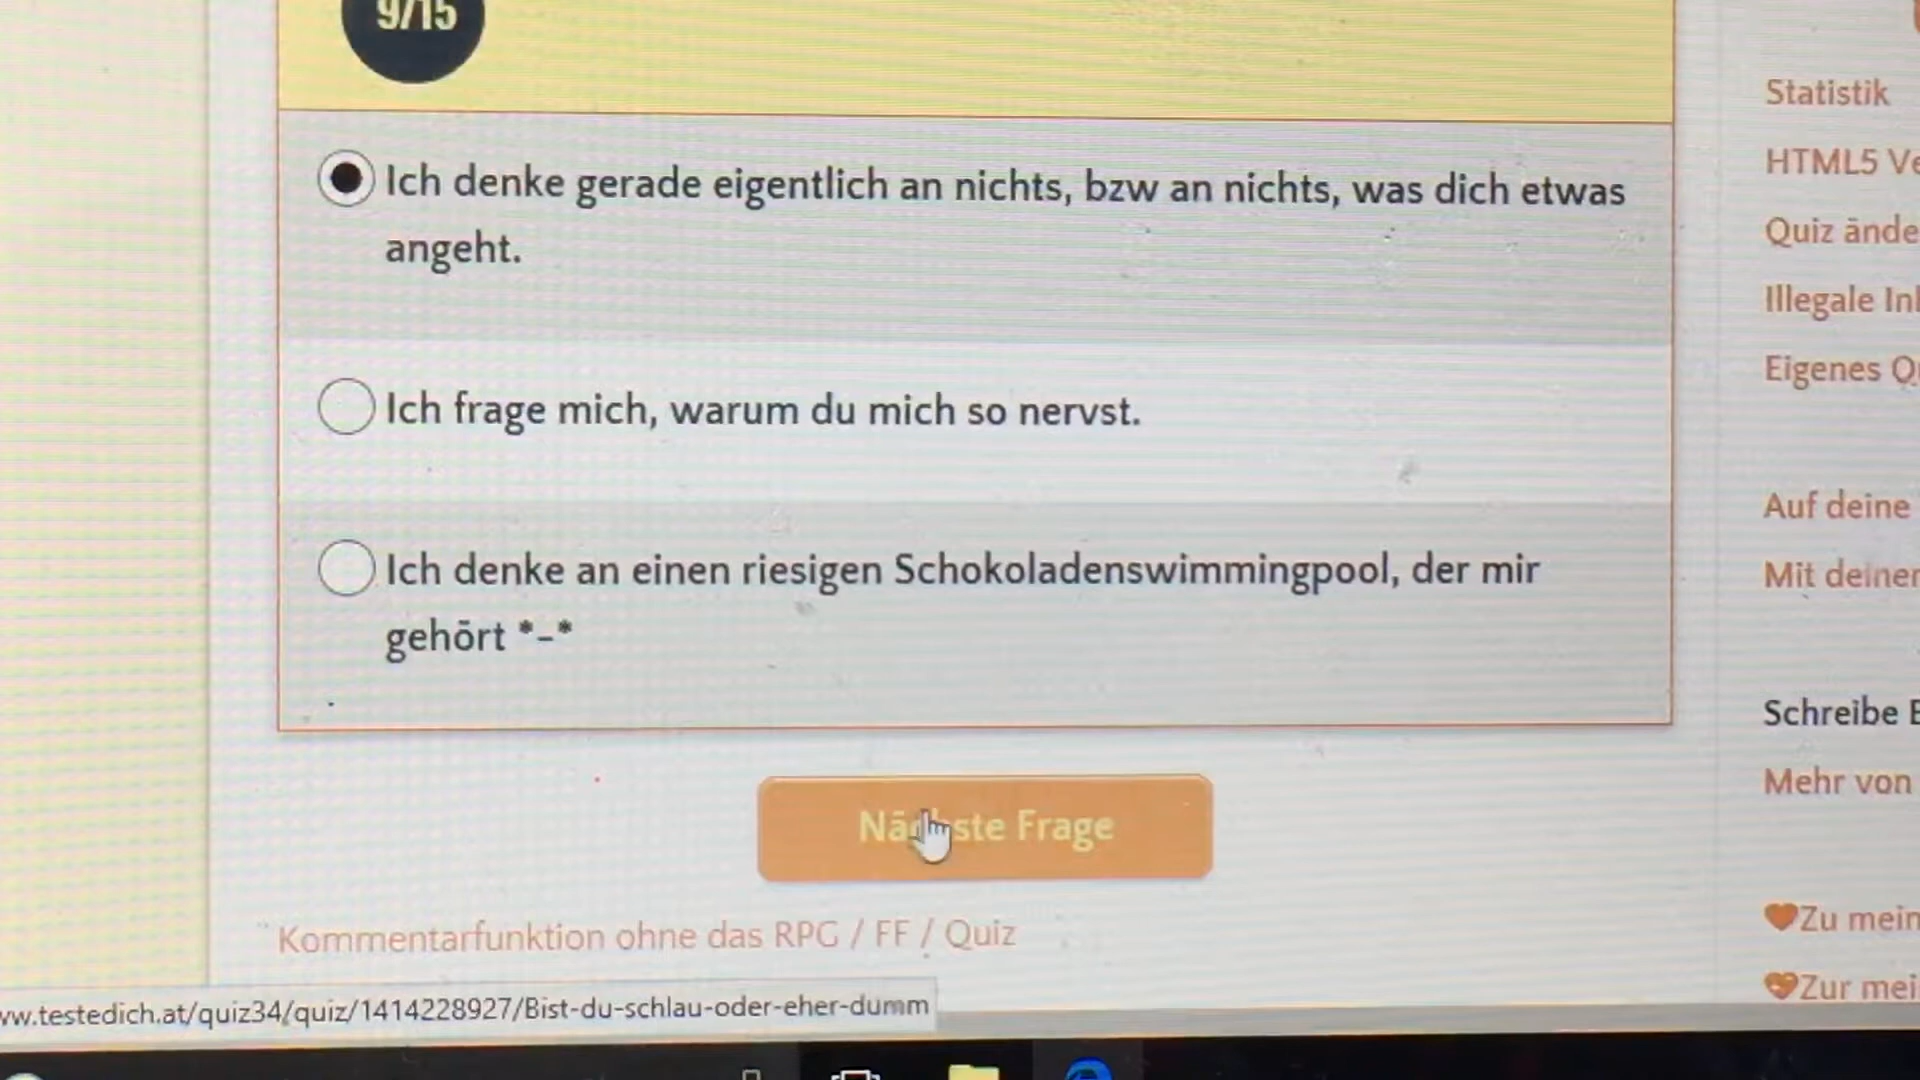 9/15
Ich denke gerade eigentlich an nichts, bzw an nichts, was dich etwas
angeht.
Ich frage mich, warum du mich so nervst.
Ich denke an einen riesigen Schokoladenswimmingpool, der mir
gehört *-*
Nächste Frage
Kommentarfunktion ohne das RPG / FF / Quiz
ww.testedich.at/quiz34/quiz/1414228927/Bist-du-schlau-oder-eher-dumm
Statistik
HTML5 Ve
Quiz ände
Illegale Inh
Eigenes Q
Auf deine
Mit deiner
Schreibe
Mehr von
Zu mein
Zur mei